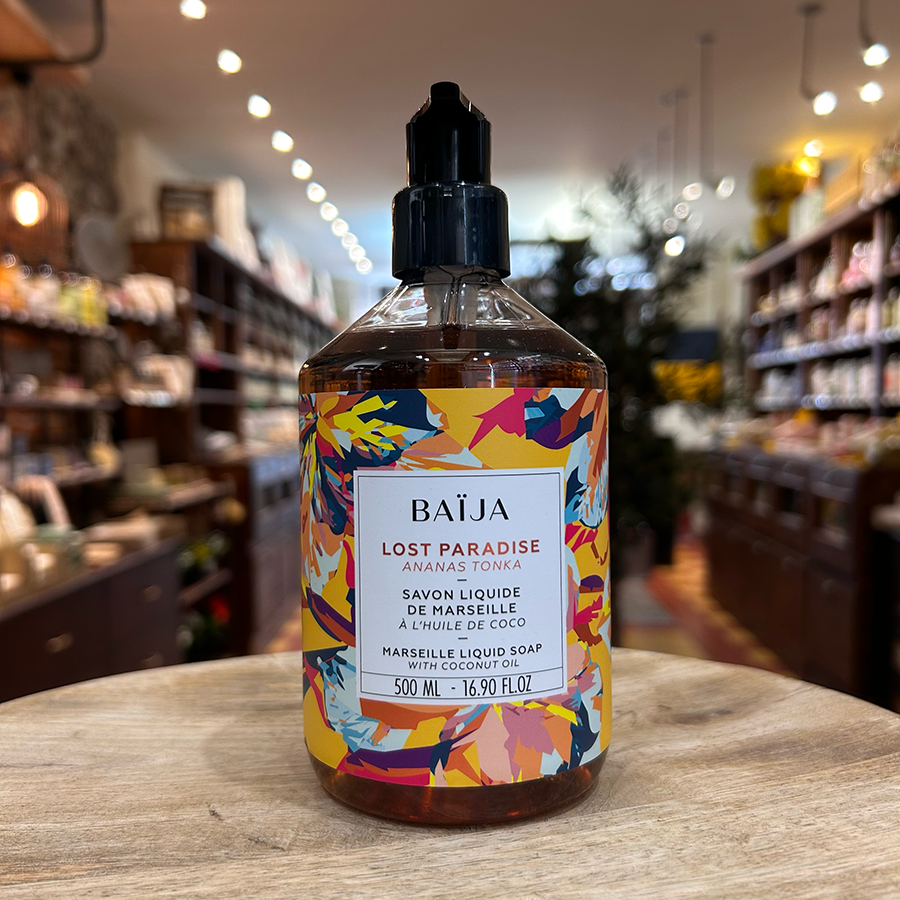 BAÏJA
LOST PARADISE
ANANAS TONKA
SAVON LIQUIDE
DE MARSEILLE
À L'HUILE DE COCO
MARSEILLE LIQUID SOAP
WITH COCONUT OIL
500 ML - 16.90 FL.OZ